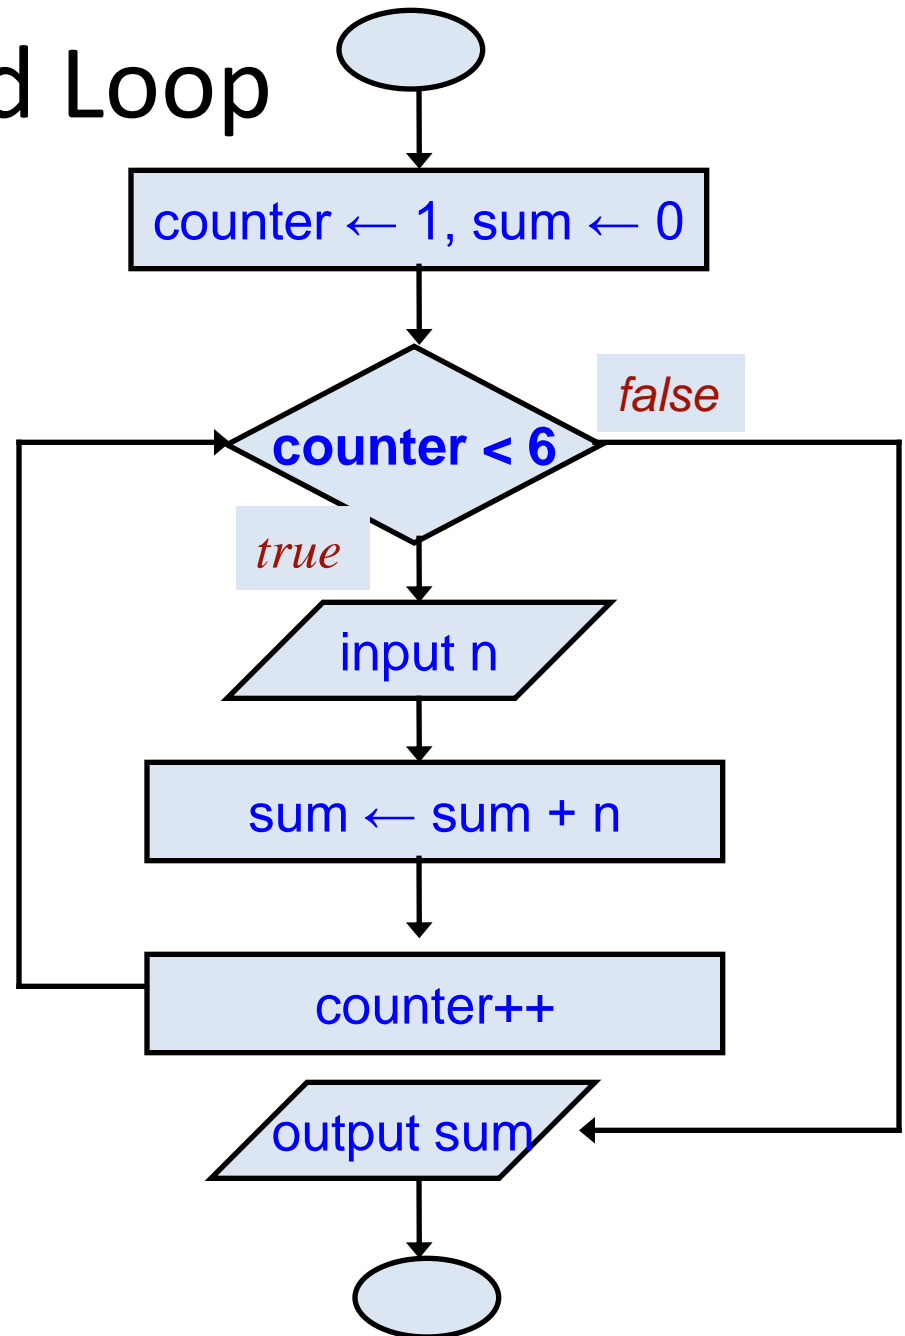 d Loop
counter ← 1, sum ← 0
false
counter < 6
true
input n
sum ← sum + n
counter++
output sum